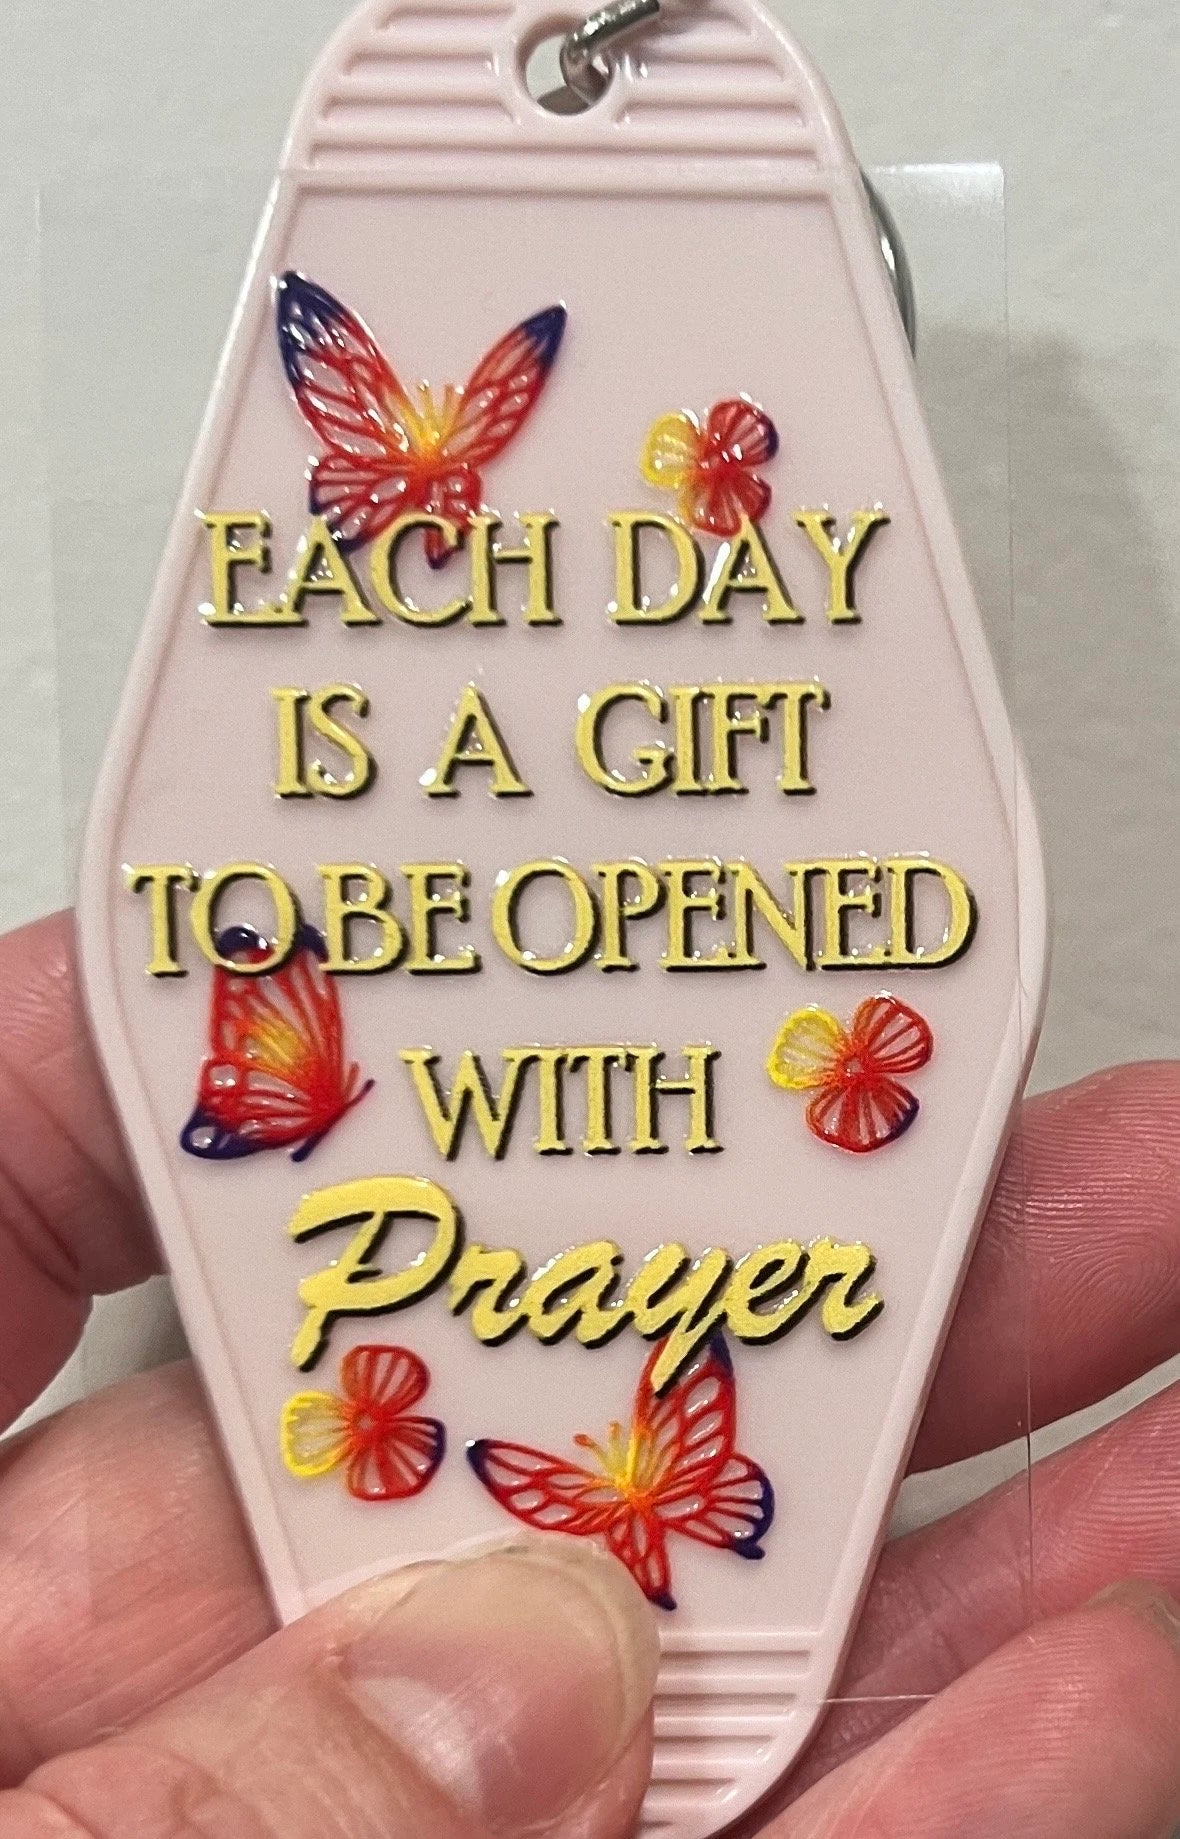 EACH DAY
IS A GIFT
TO BE OPENED
WITH
Prayer